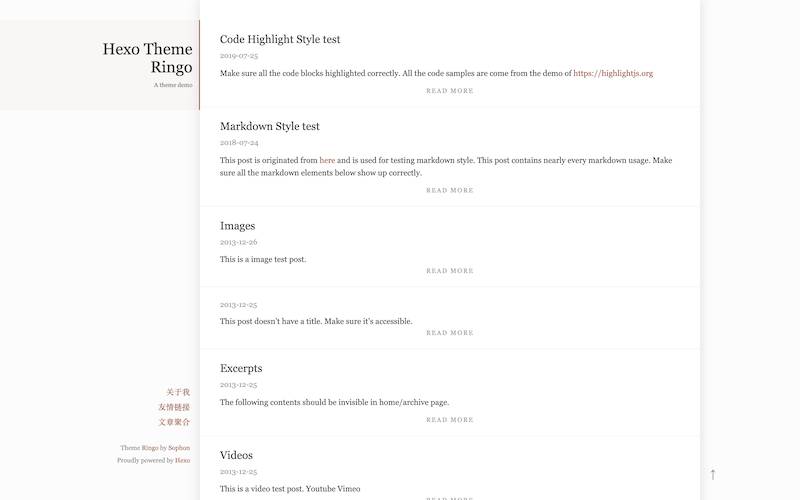 Hexo Theme
Ringo
A theme demo
关于我
友情链接
文章聚合
Theme Ringo by Sophon
Proudly powered by Hexo
Code Highlight Style test
2019-07-25
Make sure all the code blocks highlighted correctly. All the code samples are come from the demo of https://highlightjs.org
READ MORE
Markdown Style test
2018-07-24
This post is originated from here and is used for testing markdown style. This post contains nearly every markdown usage. Make
sure all the markdown elements below show up correctly.
READ MORE
Images
2013-12-26
This is a image test post.
READ MORE
2013-12-25
This post doesn't have a title. Make sure it's accessible.
READ MORE
Excerpts
2013-12-25
The following contents should be invisible in home/archive page.
READ MORE
Videos
2013-12-25
This is a video test post. Youtube Vimeo
READ MORE
↑